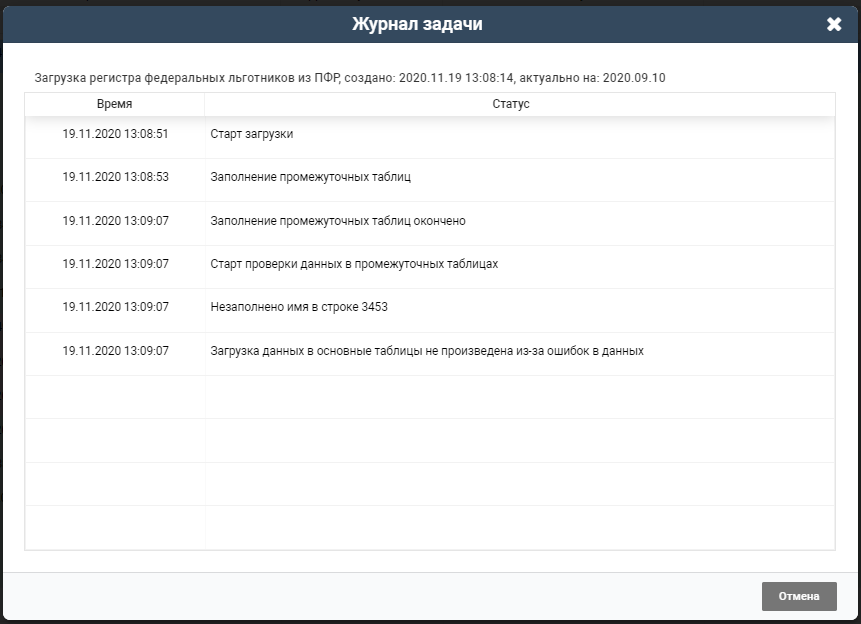 Журнал задачи
Загрузка регистра федеральных льготников из ПФР, создано: 2020.11.19 13:08:14, актуально на: 2020.09.10
Время Статус
19.11.2020 13:08:51 Старт загрузки
19.11.2020 13:08:53 Заполнение промежуточных таблиц
19.11.2020 13:09:07 Заполнение промежуточных таблиц окончено
19.11.2020 13:09:07 Старт проверки данных в промежуточных таблицах
19.11.2020 13:09:07 Незаполнено имя в строке 3453
19.11.2020 13:09:07 Загрузка данных в основные таблицы не произведена из-за ошибок в данных
Отмена